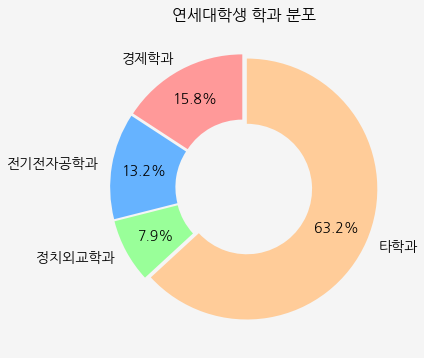 연세대학생 학과 분포
경제학과
15.8%
전기전자공학과
13.2%
정치외교학과
7.9%
63.2%
타학과